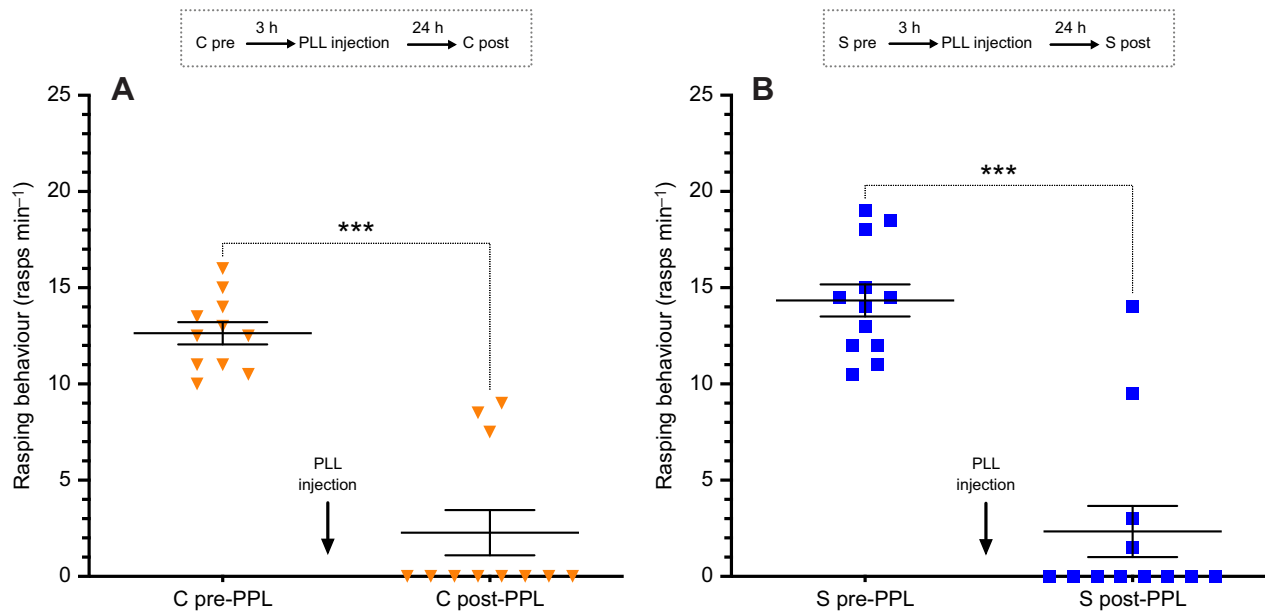 3 h 24 h
C pre PLL injection C post
A
25
20
15
10
5
0
Rasping behaviour (rasps min⁻¹)
***
PLL
injection
C pre-PPL C post-PPL
3 h 24 h
S pre PLL injection S post
B
25
20
15
10
5
0
Rasping behaviour (rasps min⁻¹)
***
PLL
injection
S pre-PPL S post-PPL